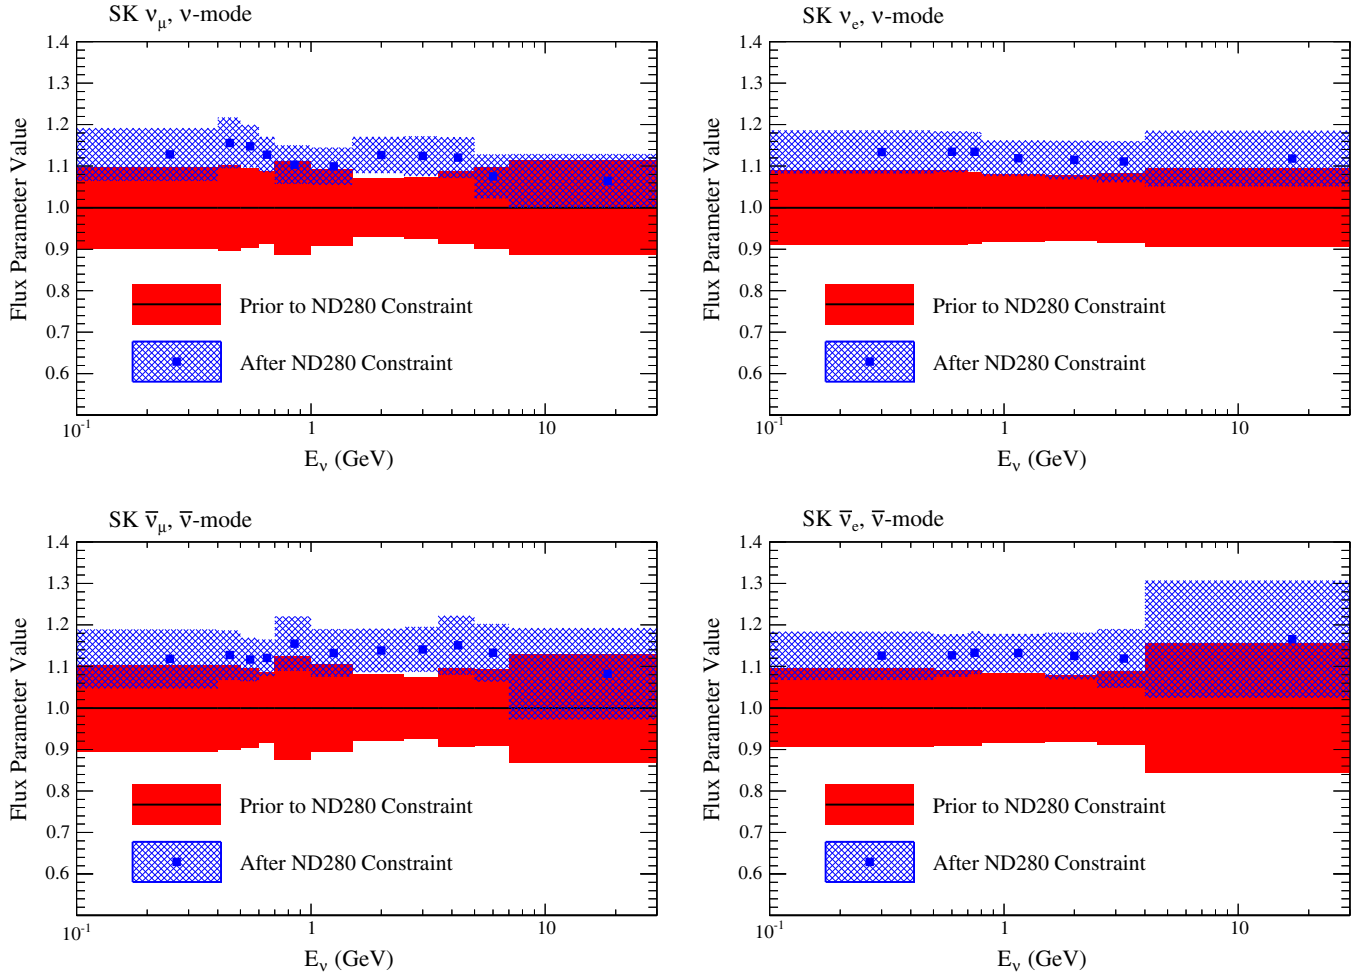 SK ν_μ, ν-mode
1.4
1.3
1.2
1.1
1.0
0.9
0.8
0.7
0.6
Flux Parameter Value
Prior to ND280 Constraint
After ND280 Constraint
10⁻¹ 1 10
E_ν (GeV)
SK ν_e, ν-mode
1.4
1.3
1.2
1.1
1.0
0.9
0.8
0.7
0.6
Flux Parameter Value
Prior to ND280 Constraint
After ND280 Constraint
10⁻¹ 1 10
E_ν (GeV)
SK ν̅_μ, ν̅-mode
1.4
1.3
1.2
1.1
1.0
0.9
0.8
0.7
0.6
Flux Parameter Value
Prior to ND280 Constraint
After ND280 Constraint
10⁻¹ 1 10
E_ν (GeV)
SK ν̅_e, ν̅-mode
1.4
1.3
1.2
1.1
1.0
0.9
0.8
0.7
0.6
Flux Parameter Value
Prior to ND280 Constraint
After ND280 Constraint
10⁻¹ 1 10
E_ν (GeV)